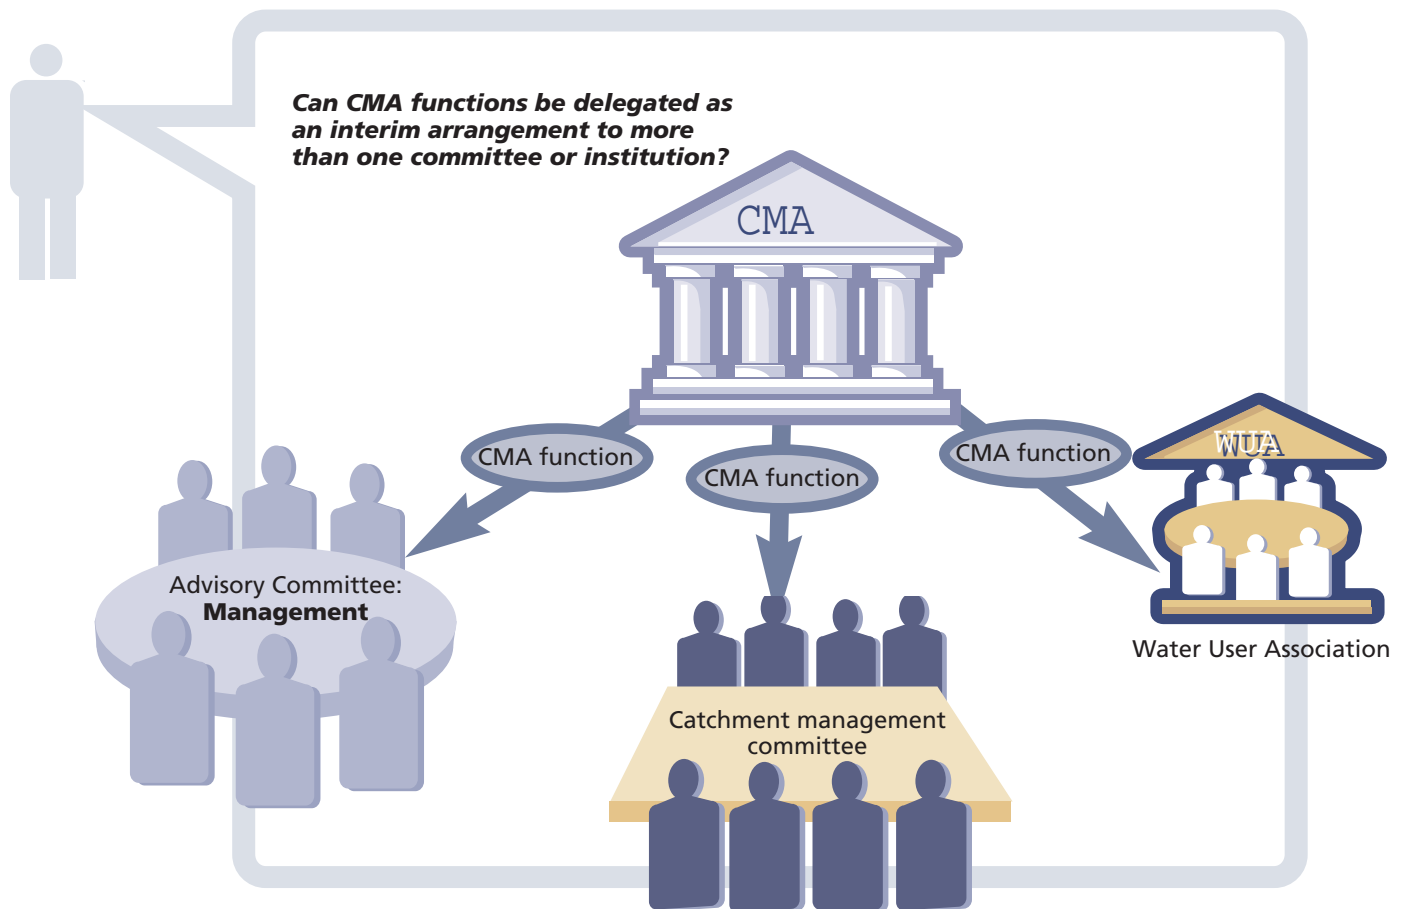 Can CMA functions be delegated as
an interim arrangement to more
than one committee or institution?
CMA
CMA function
CMA function
CMA function
WUA
Advisory Committee:
Management
Water User Association
Catchment management
committee